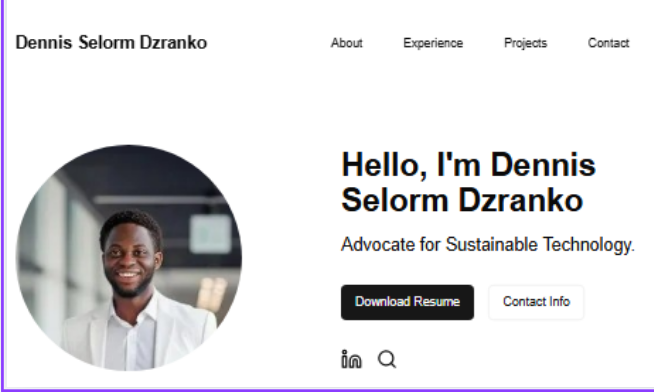 Dennis Selorm Dzranko
About Experience Projects Contact
Hello, I'm Dennis
Selorm Dzranko
Advocate for Sustainable Technology.
Download Resume Contact Info
in